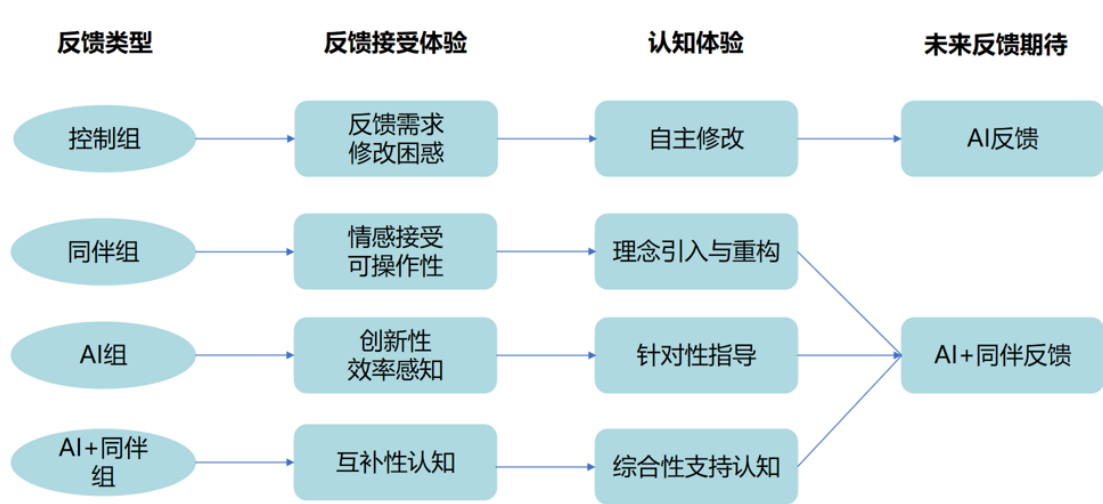 反馈类型
反馈接受体验
认知体验
未来反馈期待
控制组
反馈需求
修改困惑
自主修改
AI反馈
同伴组
情感接受
可操作性
理念引入与重构
AI组
创新性
效率感知
针对性指导
AI+同伴反馈
AI+同伴
组
互补性认知
综合性支持认知